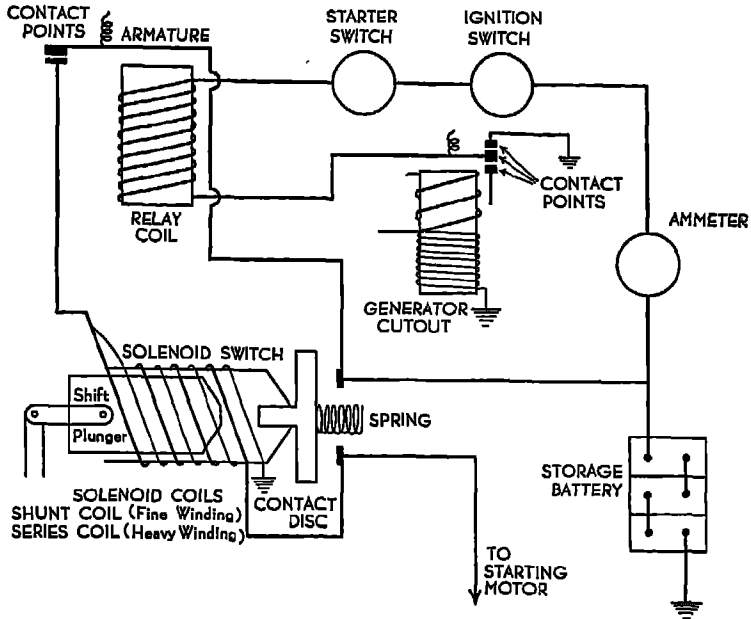 CONTACT
POINTS
ARMATURE
STARTER
SWITCH
IGNITION
SWITCH
CONTACT
POINTS
RELAY
COIL
AMMETER
GENERATOR
CUTOUT
SOLENOID SWITCH
Shift
Plunger
SPRING
STORAGE
BATTERY
SOLENOID COILS
SHUNT COIL (Fine Winding)
SERIES COIL (Heavy Winding)
CONTACT
DISC
TO
STARTING
MOTOR